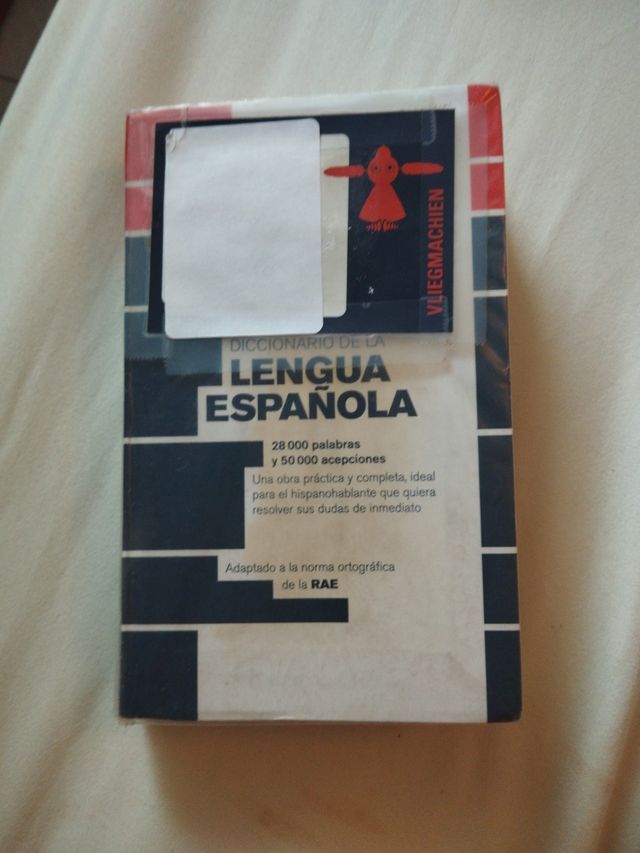 VLIEGMACHIEN
DICCIONARIO DE LA
LENGUA
ESPAÑOLA
28 000 palabras
y 50 000 acepciones
Una obra práctica y completa, ideal
para el hispanohablante que quiera
resolver sus dudas de inmediato
Adaptado a la norma ortográfica
de la RAE